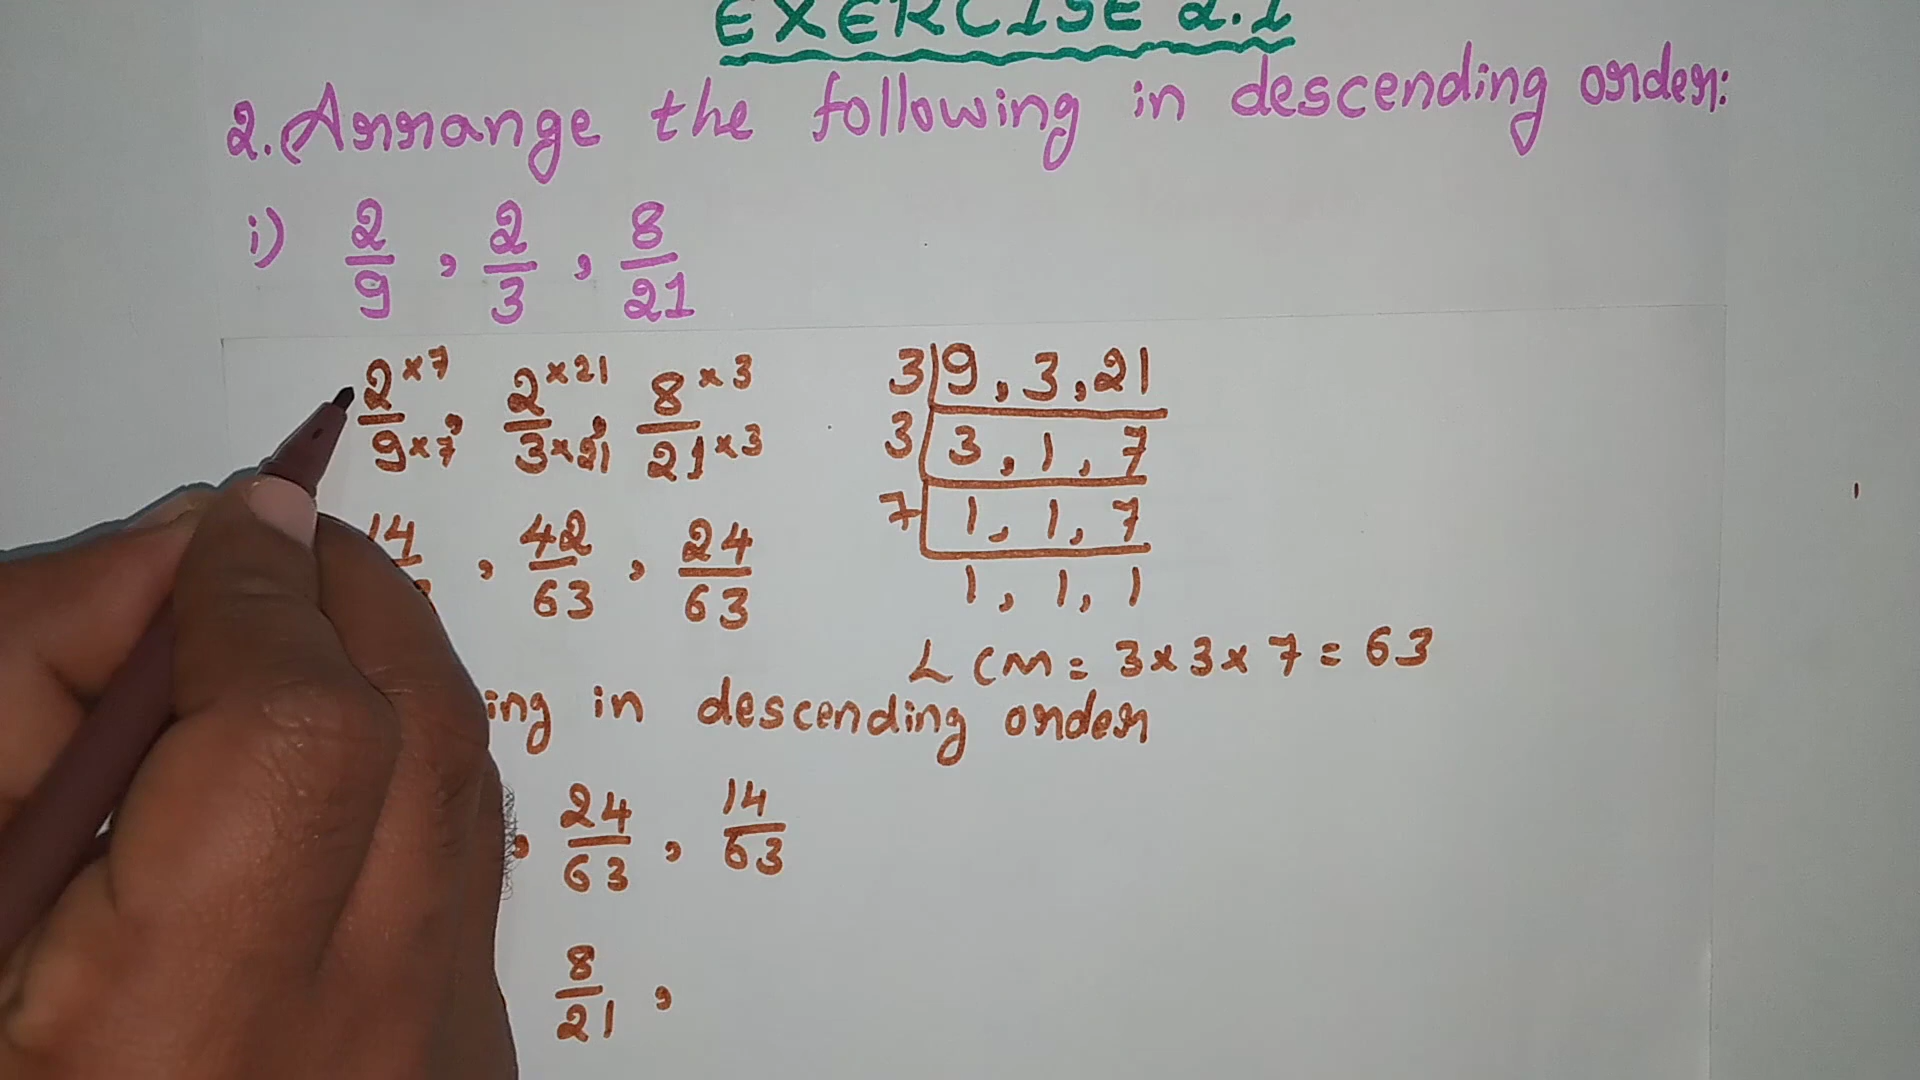 EXERCISE 2.1
2. Arrange the following in descending order:
i) 2/9 , 2/3 , 8/21
2×7/9×7 , 2×21/3×21 , 8×3/21×3
3|9, 3, 21
3|3, 1, 7
7|1, 1, 7
1, 1, 1
14 , 42/63 , 24/63
LCM = 3×3×7 = 63
in descending order
, 24/63 , 14/63
8/21 ,